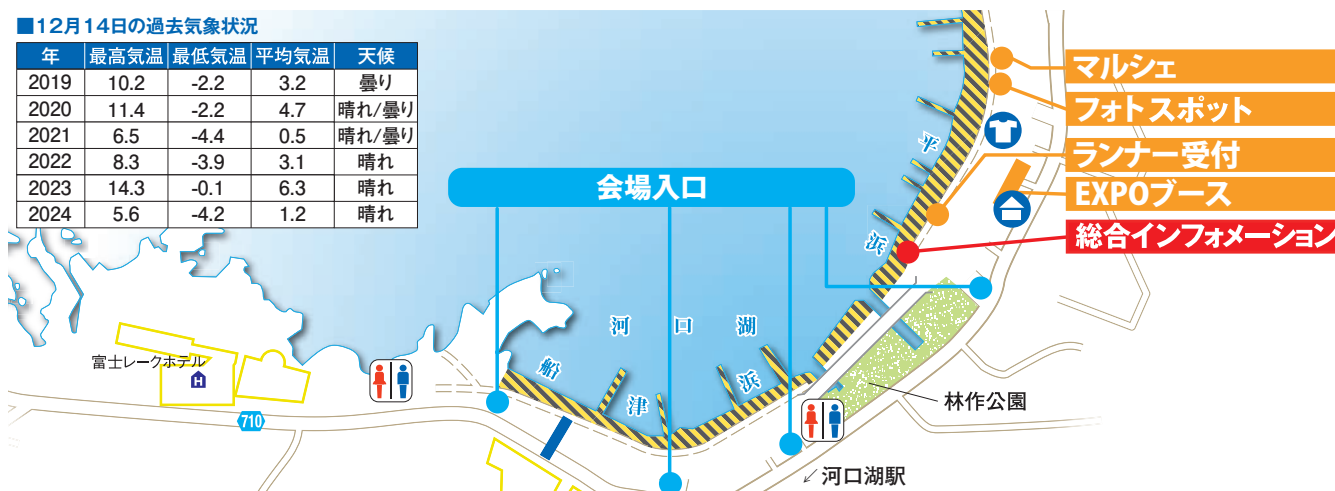 ■12月14日の過去気象状況
年 最高気温 最低気温 平均気温 天候
2019 10.2 -2.2 3.2 曇り
2020 11.4 -2.2 4.7 晴れ/曇り
2021 6.5 -4.4 0.5 晴れ/曇り
2022 8.3 -3.9 3.1 晴れ
2023 14.3 -0.1 6.3 晴れ
2024 5.6 -4.2 1.2 晴れ
マルシェ
フォトスポット
ランナー受付
EXPOブース
総合インフォメーション
会場入口
平浜
河口湖
船津浜
富士レークホテル
H
710
林作公園
↙河口湖駅